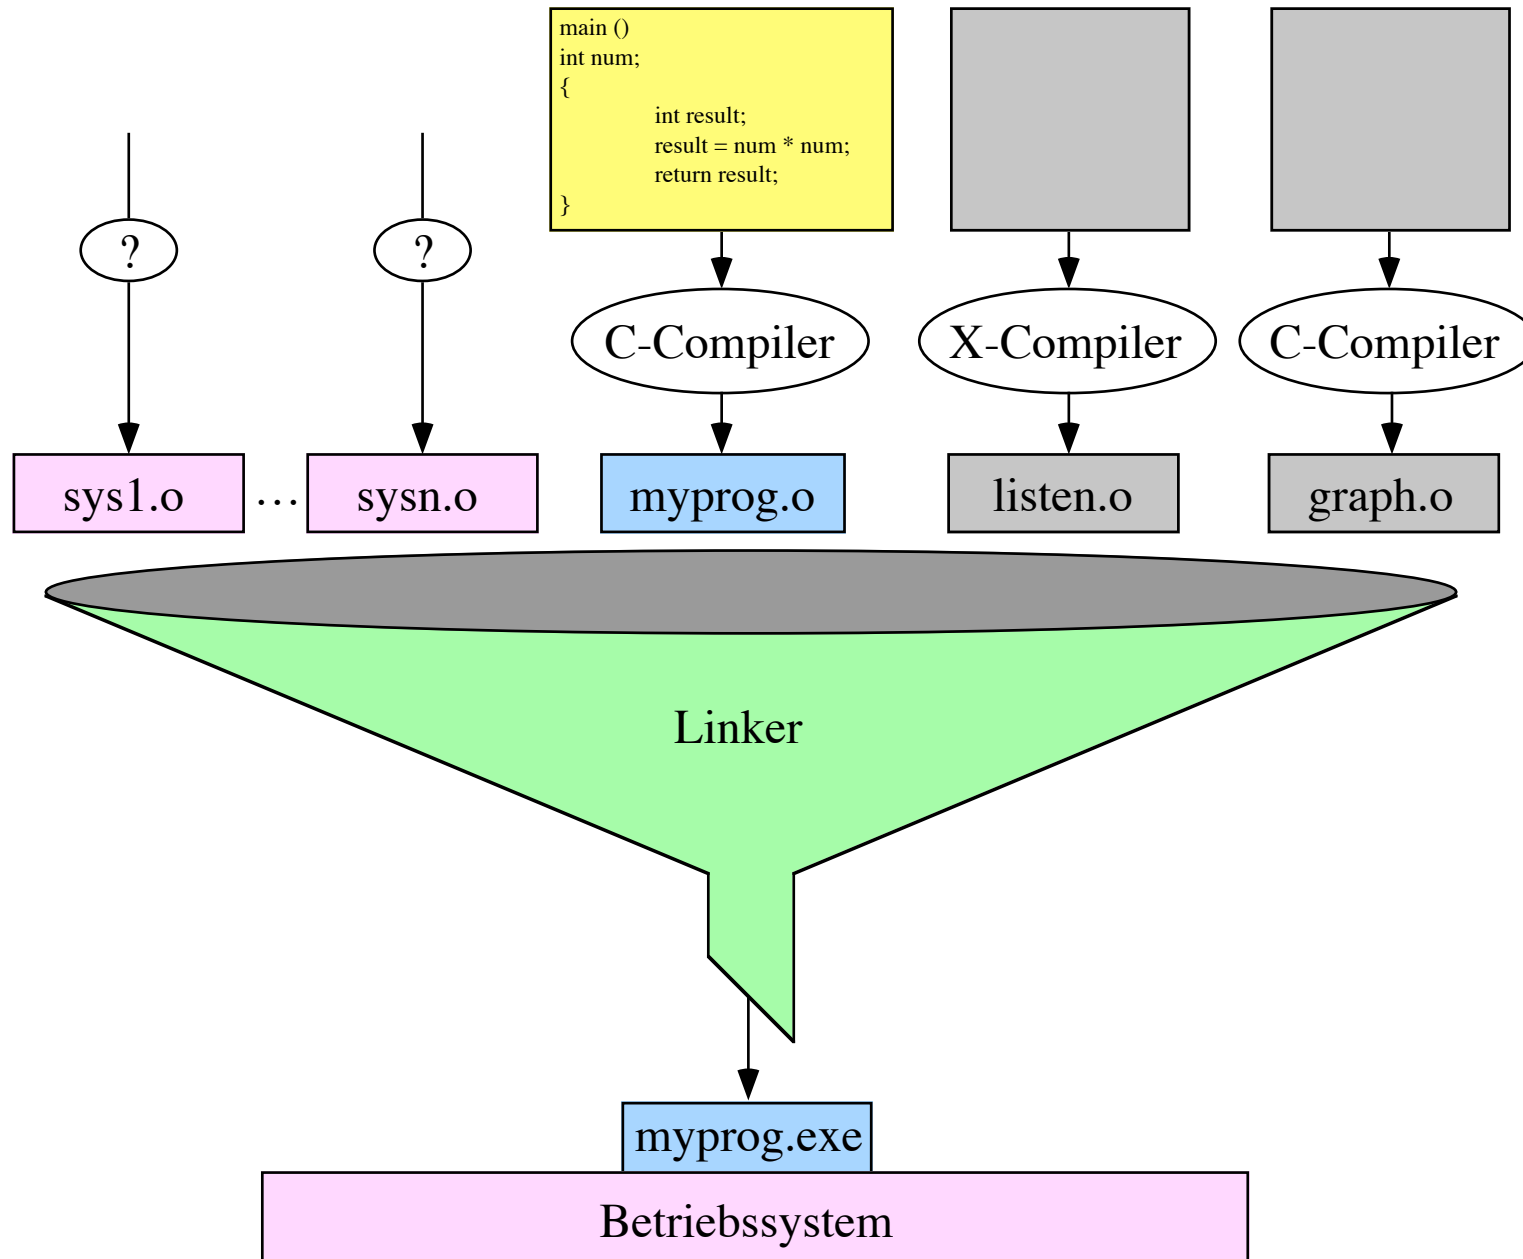 main ()
int num;
{
int result;
result = num * num;
return result;
}
?
?
C-Compiler
X-Compiler
C-Compiler
sys1.o
…
sysn.o
myprog.o
listen.o
graph.o
Linker
myprog.exe
Betriebssystem